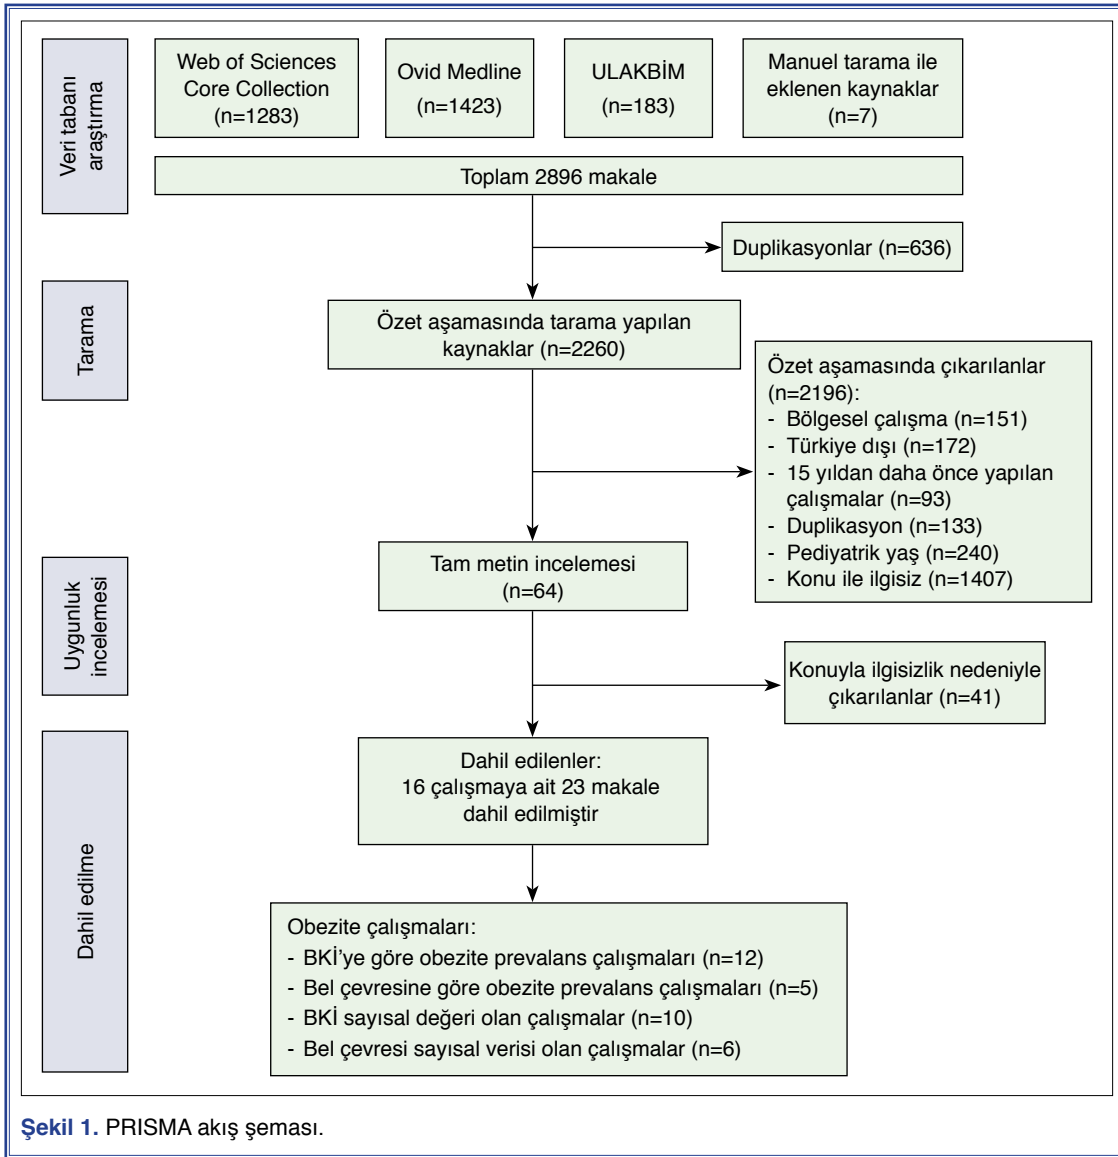 Veri tabanı
araştırma
Web of Sciences
Core Collection
(n=1283)
Ovid Medline
(n=1423)
ULAKBİM
(n=183)
Manuel tarama ile
eklenen kaynaklar
(n=7)
Toplam 2896 makale
Duplikasyonlar (n=636)
Tarama
Özet aşamasında tarama yapılan
kaynaklar (n=2260)
Özet aşamasında çıkarılanlar
(n=2196):
- Bölgesel çalışma (n=151)
- Türkiye dışı (n=172)
- 15 yıldan daha önce yapılan
çalışmalar (n=93)
- Duplikasyon (n=133)
- Pediyatrik yaş (n=240)
- Konu ile ilgisiz (n=1407)
Uygunluk
incelemesi
Tam metin incelemesi
(n=64)
Konuyla ilgisizlik nedeniyle
çıkarılanlar (n=41)
Dahil edilme
Dahil edilenler:
16 çalışmaya ait 23 makale
dahil edilmiştir
Obezite çalışmaları:
- BKİ’ye göre obezite prevalans çalışmaları (n=12)
- Bel çevresine göre obezite prevalans çalışmaları (n=5)
- BKİ sayısal değeri olan çalışmalar (n=10)
- Bel çevresi sayısal verisi olan çalışmalar (n=6)
Şekil 1. PRISMA akış şeması.